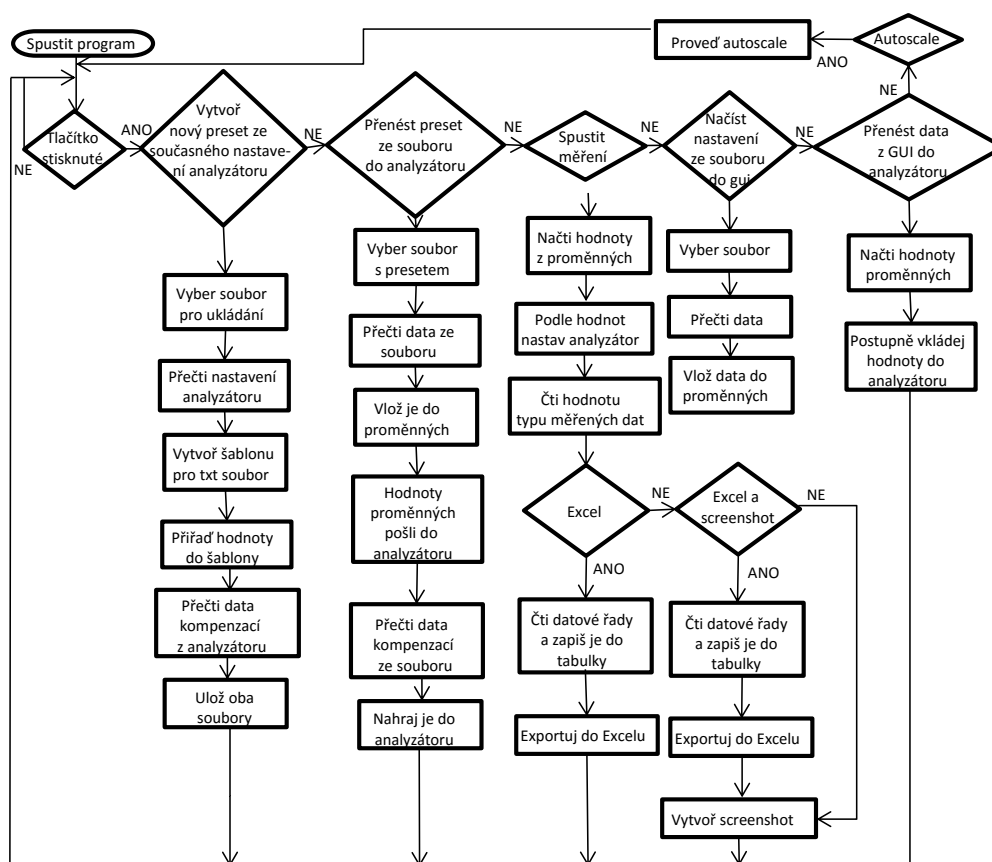 Spustit program
Proveď autoscale
Autoscale
ANO
NE
Tlačítko
stisknuté
NE
ANO
Vytvoř
nový preset ze
současného nastave-
ní analyzátoru
NE
Přenést preset
ze souboru
do analyzátoru
NE
Spustit
měření
NE
Načíst
nastavení
ze souboru
do gui
NE
Přenést data
z GUI do
analyzátoru
Vyber soubor
pro ukládání
Přečti nastavení
analyzátoru
Vytvoř šablonu
pro txt soubor
Přiřaď hodnoty
do šablony
Přečti data
kompenzací
z analyzátoru
Ulož oba
soubory
Vyber soubor
s presetem
Přečti data ze
souboru
Vlož je do
proměnných
Hodnoty
proměnných
pošli do
analyzátoru
Přečti data
kompenzací
ze souboru
Nahraj je do
analyzátoru
Načti hodnoty
z proměnných
Podle hodnot
nastav analyzátor
Čti hodnotu
typu měřených dat
Excel
NE
ANO
Čti datové řady
a zapiš je do
tabulky
Exportuj do Excelu
Vyber soubor
Přečti data
Vlož data do
proměnných
Excel a
screenshot
NE
ANO
Čti datové řady
a zapiš je do
tabulky
Exportuj do Excelu
Vytvoř screenshot
Načti hodnoty
proměnných
Postupně vkládej
hodnoty do
analyzátoru